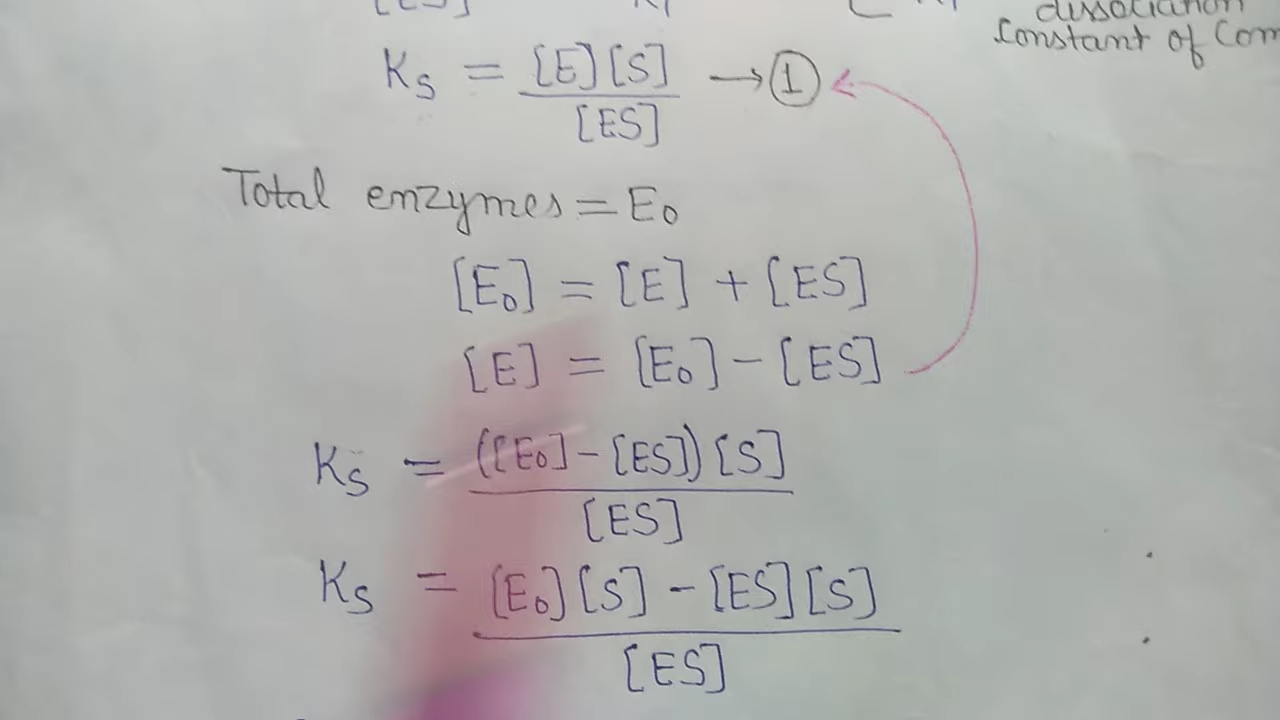 dissociation
Constant of Com
Ks = [E][S] / [ES] → ①
Total enzymes = E₀
[E₀] = [E] + [ES]
[E] = [E₀] - [ES]
Ks = ([E₀] - [ES]) [S] / [ES]
Ks = [E₀][S] - [ES][S] / [ES]